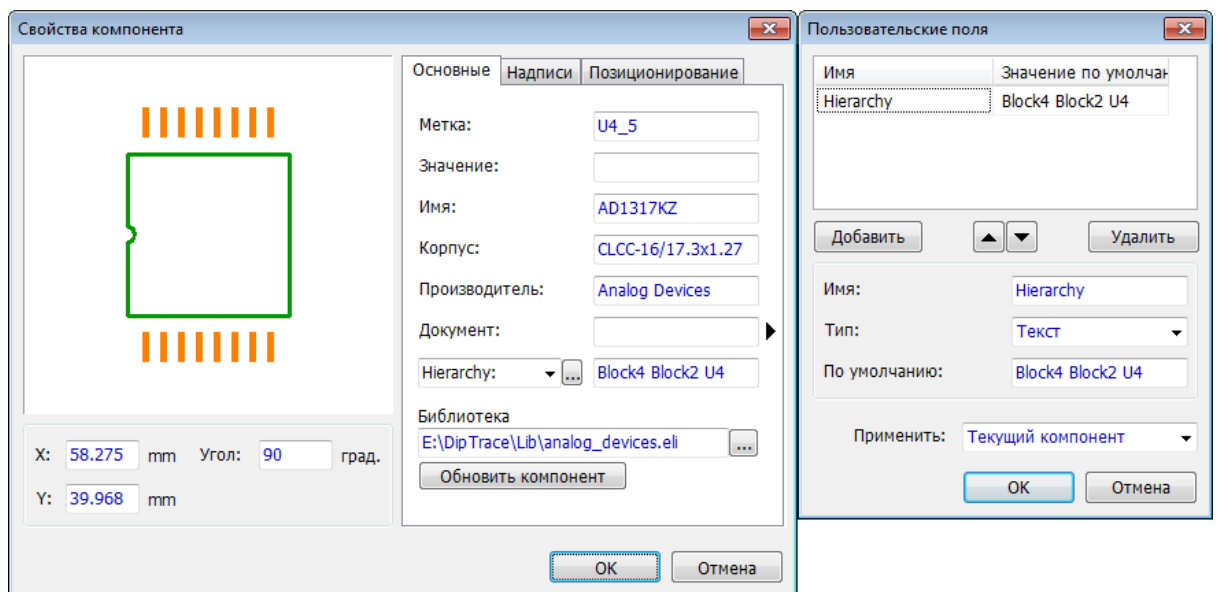 Свойства компонента
Основные Надписи Позиционирование
Метка: U4_5
Значение:
Имя: AD1317KZ
Корпус: CLCC-16/17.3x1.27
Производитель: Analog Devices
Документ:
Hierarchy: ... Block4 Block2 U4
Библиотека
E:\DipTrace\Lib\analog_devices.eli ...
Обновить компонент
X: 58.275 mm Угол: 90 град.
Y: 39.968 mm
OK Отмена
Пользовательские поля
Имя Значение по умолчан
Hierarchy Block4 Block2 U4
Добавить Удалить
Имя: Hierarchy
Тип: Текст
По умолчанию: Block4 Block2 U4
Применить: Текущий компонент
OK Отмена